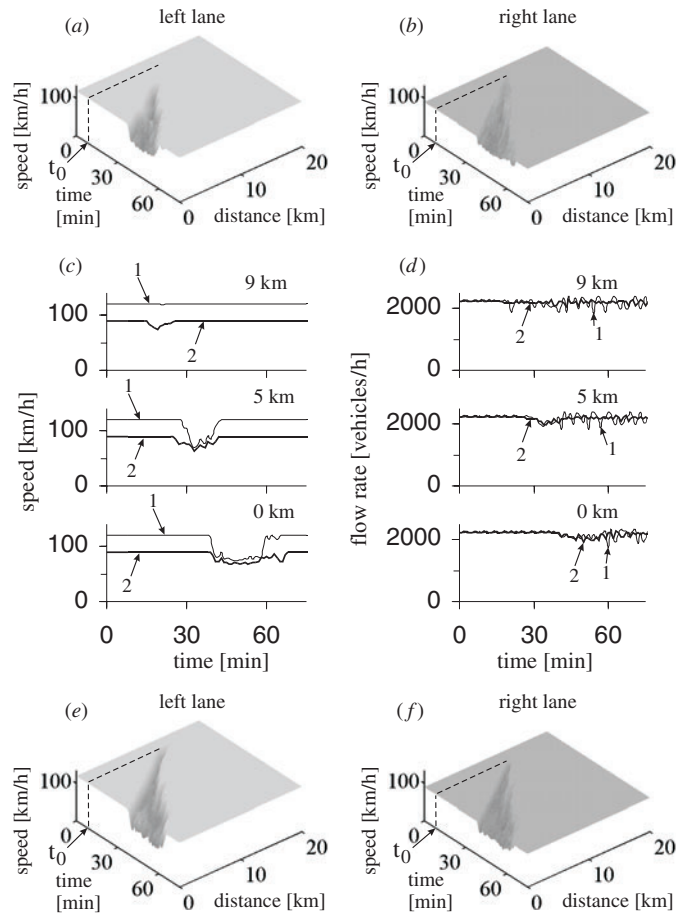 left lane
right lane
(a)
(b)
speed [km/h]
100
0
t0
time
[min]
30
60
0
10
20
distance [km]
speed [km/h]
100
0
t0
time
[min]
30
60
0
10
20
distance [km]
(c)
(d)
speed [km/h]
1
9 km
100
0
2
1
5 km
100
0
2
1
0 km
100
0
2
0
30
60
time [min]
flow rate [vehicles/h]
9 km
2000
0
2
1
5 km
2000
0
2
1
0 km
2000
0
2
1
0
30
60
time [min]
left lane
right lane
(e)
(f)
speed [km/h]
100
0
t0
time
[min]
30
60
0
10
20
distance [km]
speed [km/h]
100
0
t0
time
[min]
30
60
0
10
20
distance [km]